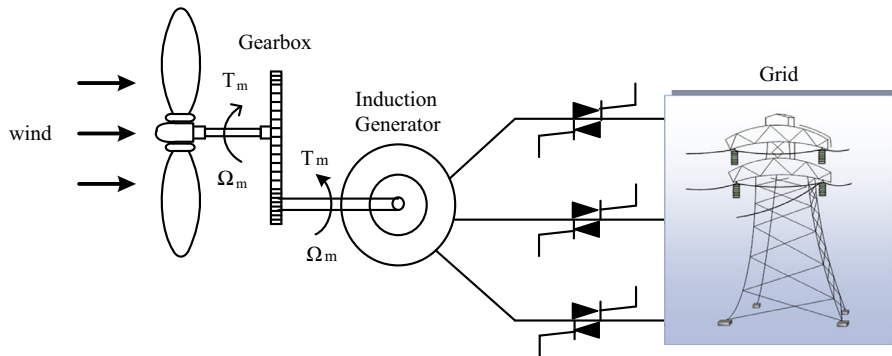 Gearbox
Grid
T m
Induction
Generator
wind
T m
Ω m
Ω m